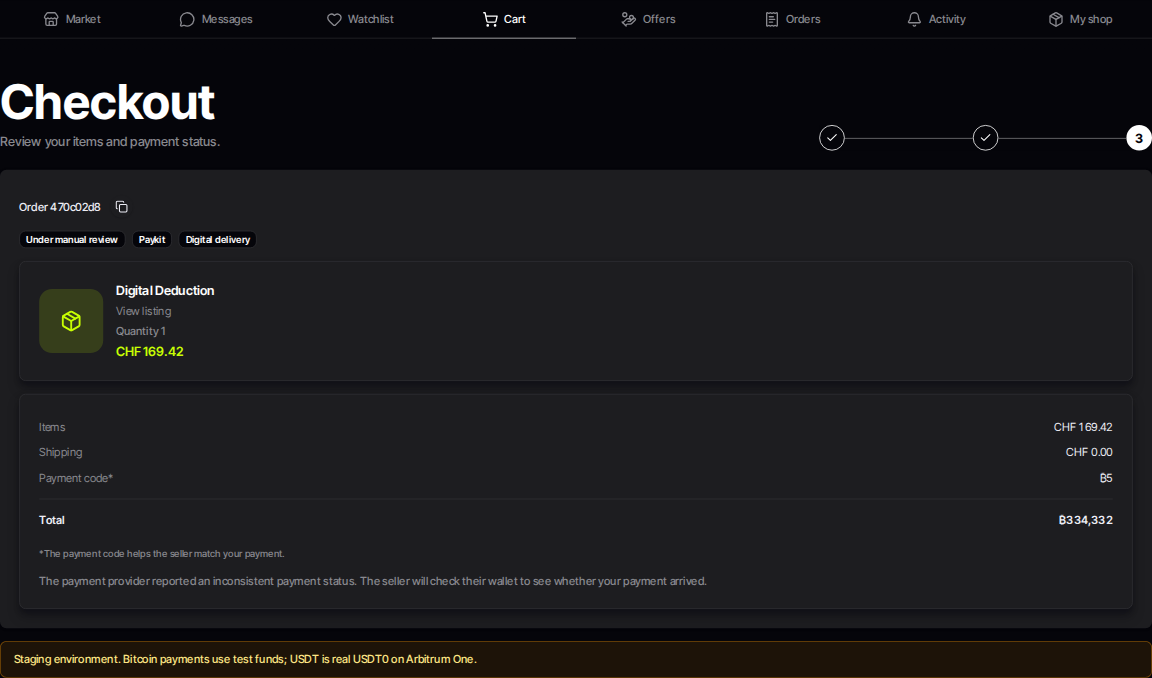 Market Messages Watchlist Cart Offers Orders Activity My shop
Checkout
Review your items and payment status.
3
Order 470c02d8
Under manual review Paykit Digital delivery
Digital Deduction
View listing
Quantity 1
CHF 169.42
Items CHF 169.42
Shipping CHF 0.00
Payment code* ₿5
Total ₿334,332
*The payment code helps the seller match your payment.
The payment provider reported an inconsistent payment status. The seller will check their wallet to see whether your payment arrived.
Staging environment. Bitcoin payments use test funds; USDT is real USDT0 on Arbitrum One.